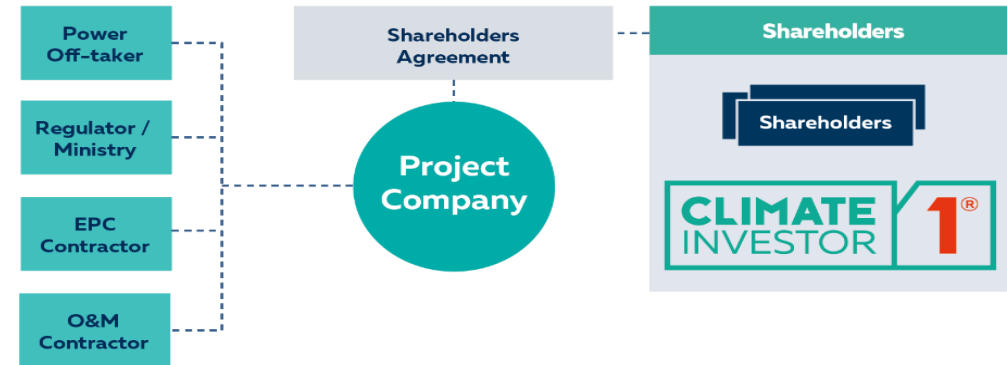 Power
Off-taker
Regulator /
Ministry
EPC
Contractor
O&M
Contractor
Shareholders
Agreement
Project
Company
Shareholders
Shareholders
CLIMATE
INVESTOR
1®